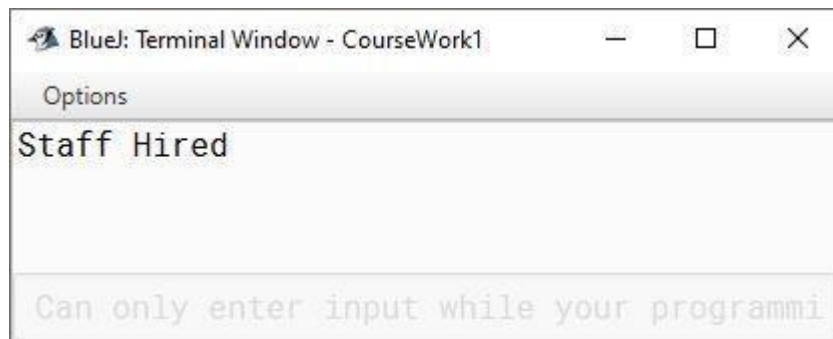 BlueJ: Terminal Window - CourseWork1
Options
Staff Hired
Can only enter input while your programmi